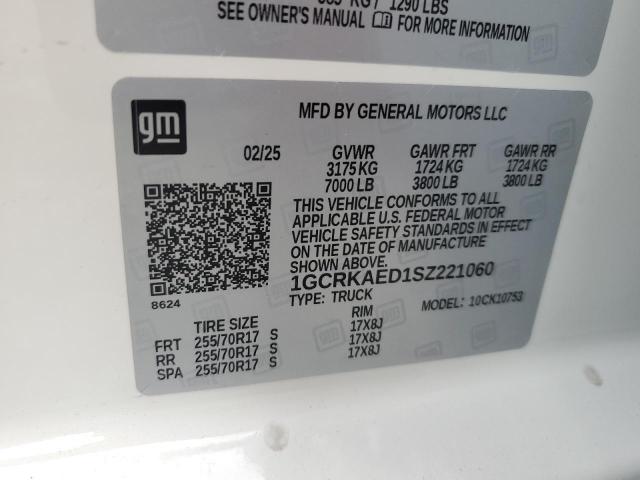 KG / 1290 LBS
SEE OWNER'S MANUAL FOR MORE INFORMATION
gm
MFD BY GENERAL MOTORS LLC
02/25 GVWR GAWR FRT GAWR RR
3175 KG 1724 KG 1724 KG
7000 LB 3800 LB 3800 LB
THIS VEHICLE CONFORMS TO ALL
APPLICABLE U.S. FEDERAL MOTOR
VEHICLE SAFETY STANDARDS IN EFFECT
ON THE DATE OF MANUFACTURE
1GCRKAED1SZ221060
8624
TYPE: TRUCK MODEL: 10CK10753
TIRE SIZE RIM
FRT 255/70R17 S 17X8J
RR 255/70R17 S 17X8J
SPA 255/70R17 S 17X8J